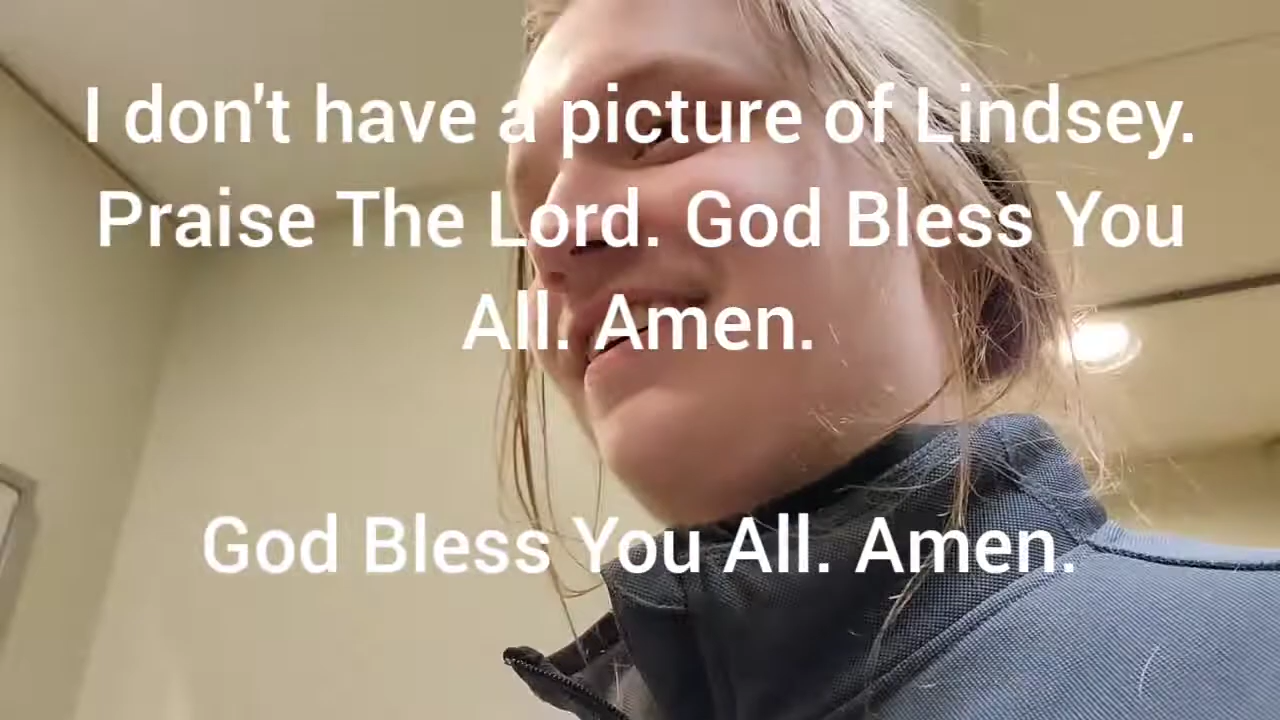 I don't have a picture of Lindsey.
Praise The Lord. God Bless You
All. Amen.
God Bless You All. Amen.